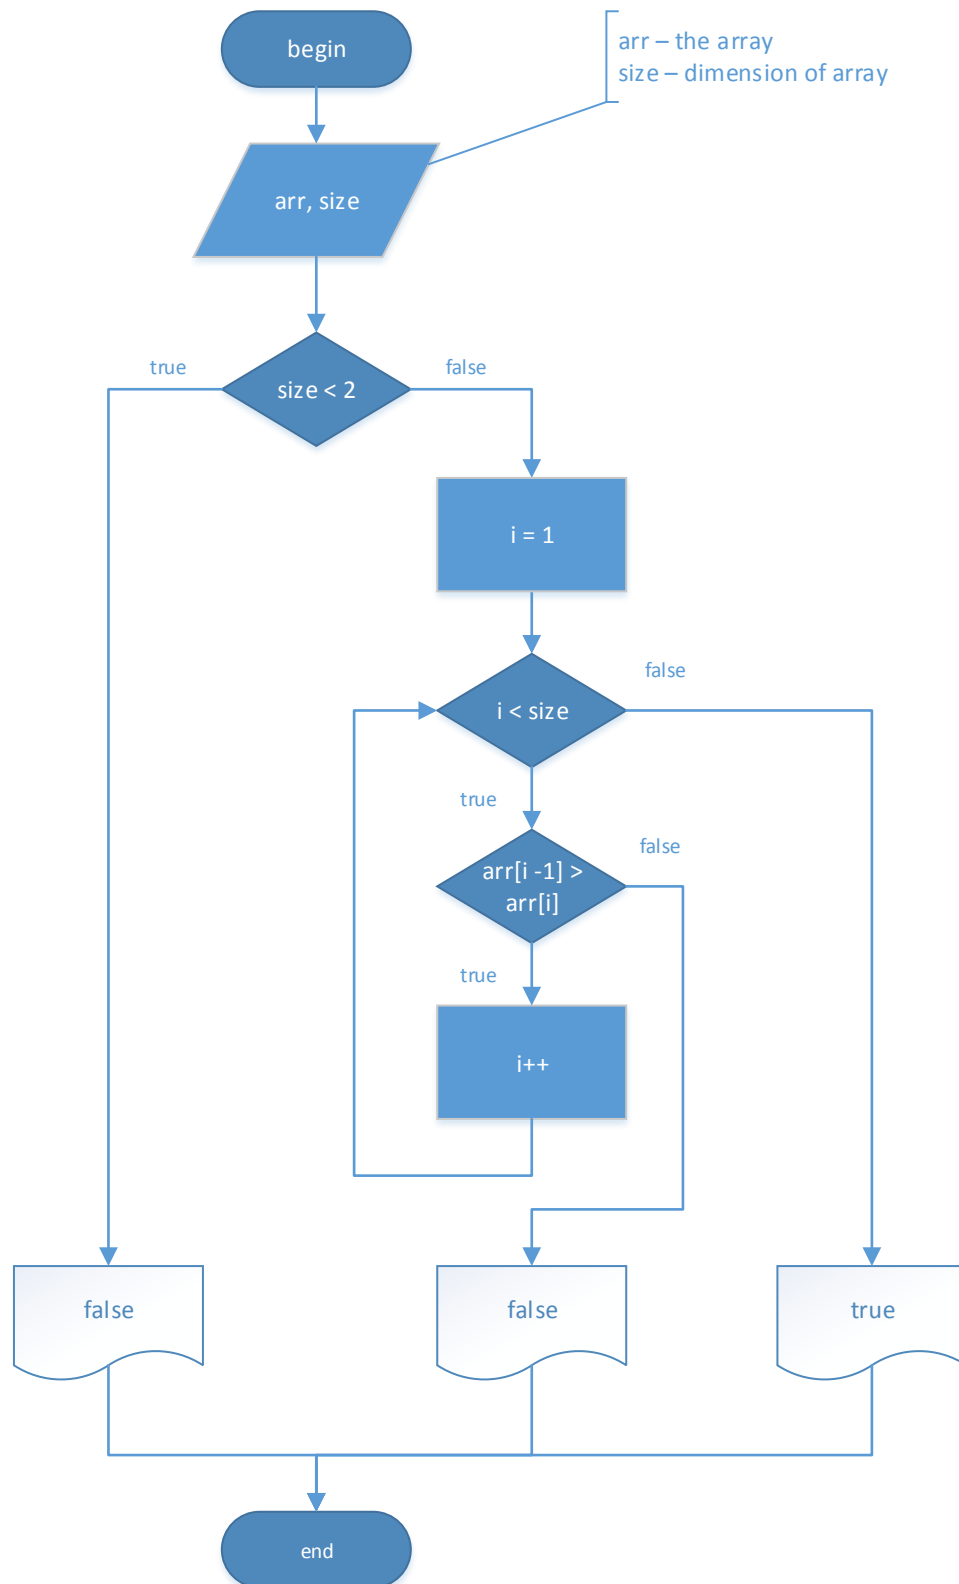 begin
arr – the array
size – dimension of array
arr, size
true
false
size < 2
i = 1
false
i < size
true
false
arr[i -1] >
arr[i]
true
i++
false
false
true
end